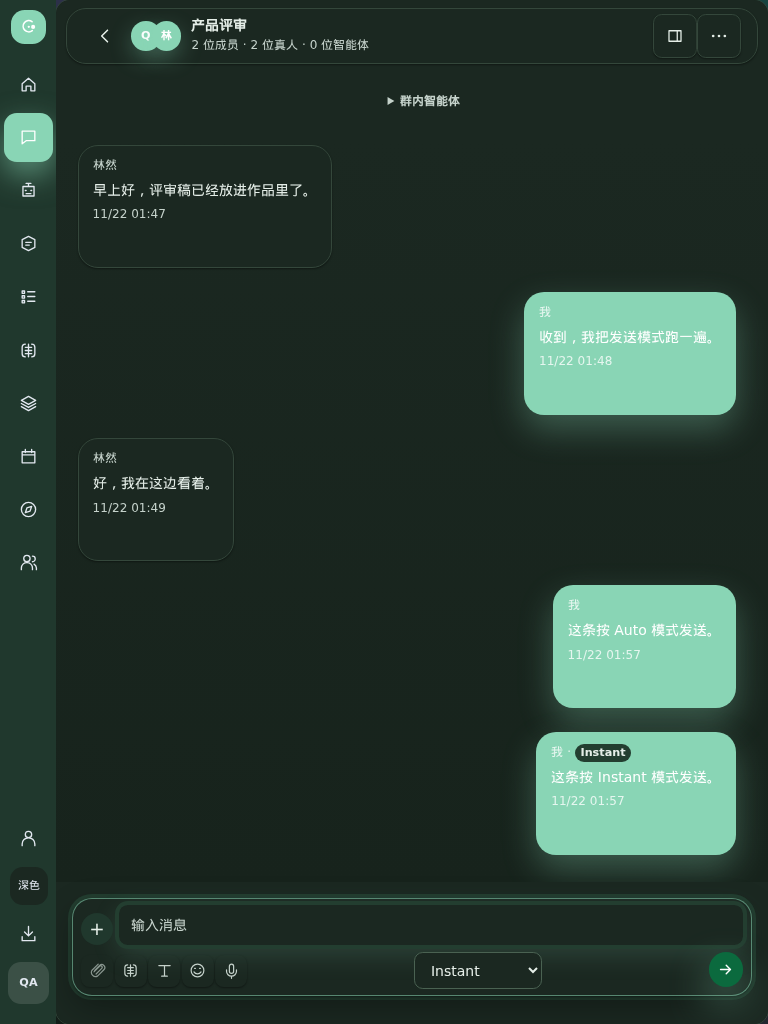 Q 林
产品评审
2 位成员 · 2 位真人 · 0 位智能体
▶ 群内智能体
林然
早上好，评审稿已经放进作品里了。
11/22 01:47
我
收到，我把发送模式跑一遍。
11/22 01:48
林然
好，我在这边看着。
11/22 01:49
我
这条按 Auto 模式发送。
11/22 01:57
我 · Instant
这条按 Instant 模式发送。
11/22 01:57
深色
QA
输入消息
Instant